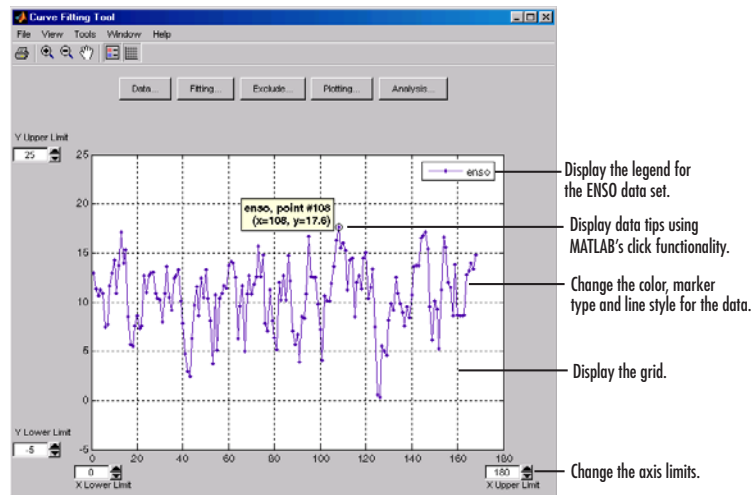 Curve Fitting Tool
File View Tools Window Help
Data... Fitting... Exclude... Plotting... Analysis...
Y Upper Limit
25
25
20
15
10
5
0
-5
enso
enso, point #108
(x=108, y=17.6)
Y Lower Limit
-5
0 20 40 60 80 100 120 140 160 180
0
X Lower Limit
180
X Upper Limit
Display the legend for
the ENSO data set.
Display data tips using
MATLAB's click functionality.
Change the color, marker
type and line style for the data.
Display the grid.
Change the axis limits.